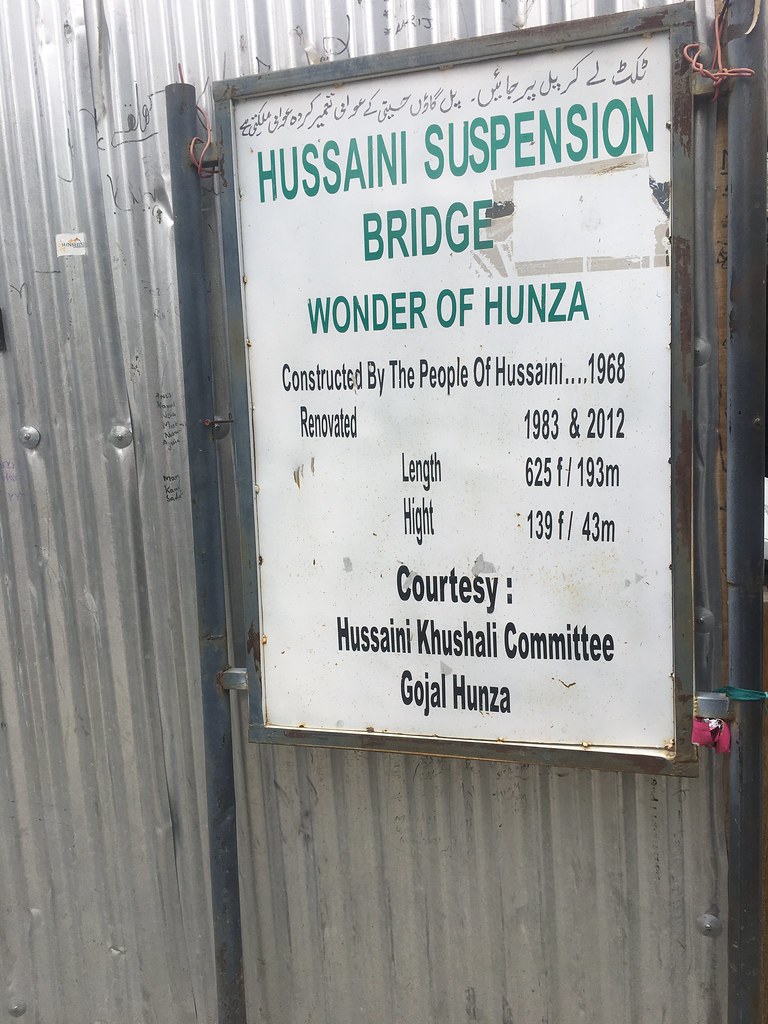 ٹکٹ لے کر پل پر جائیں۔ پل گاؤں حسینی کے عوامی تعمیر کردہ عوامی ملکیتی ہے
HUSSAINI SUSPENSION
BRIDGE
WONDER OF HUNZA
Constructed By The People Of Hussaini....1968
Renovated 1983 & 2012
Length 625 f / 193m
Hight 139 f / 43m
Courtesy :
Hussaini Khushali Committee
Gojal Hunza